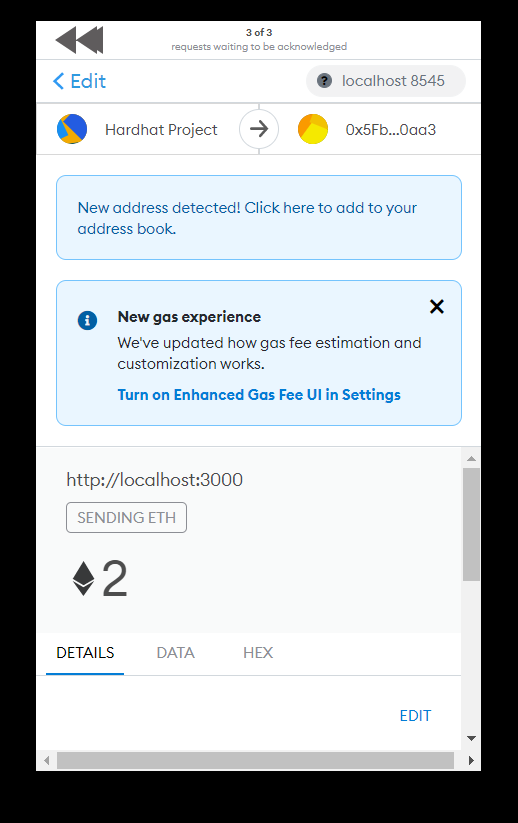 3 of 3
requests waiting to be acknowledged
Edit
? localhost 8545
Hardhat Project
0x5Fb...0aa3
New address detected! Click here to add to your
address book.
New gas experience
We've updated how gas fee estimation and
customization works.
Turn on Enhanced Gas Fee UI in Settings
http://localhost:3000
SENDING ETH
2
DETAILS DATA HEX
EDIT